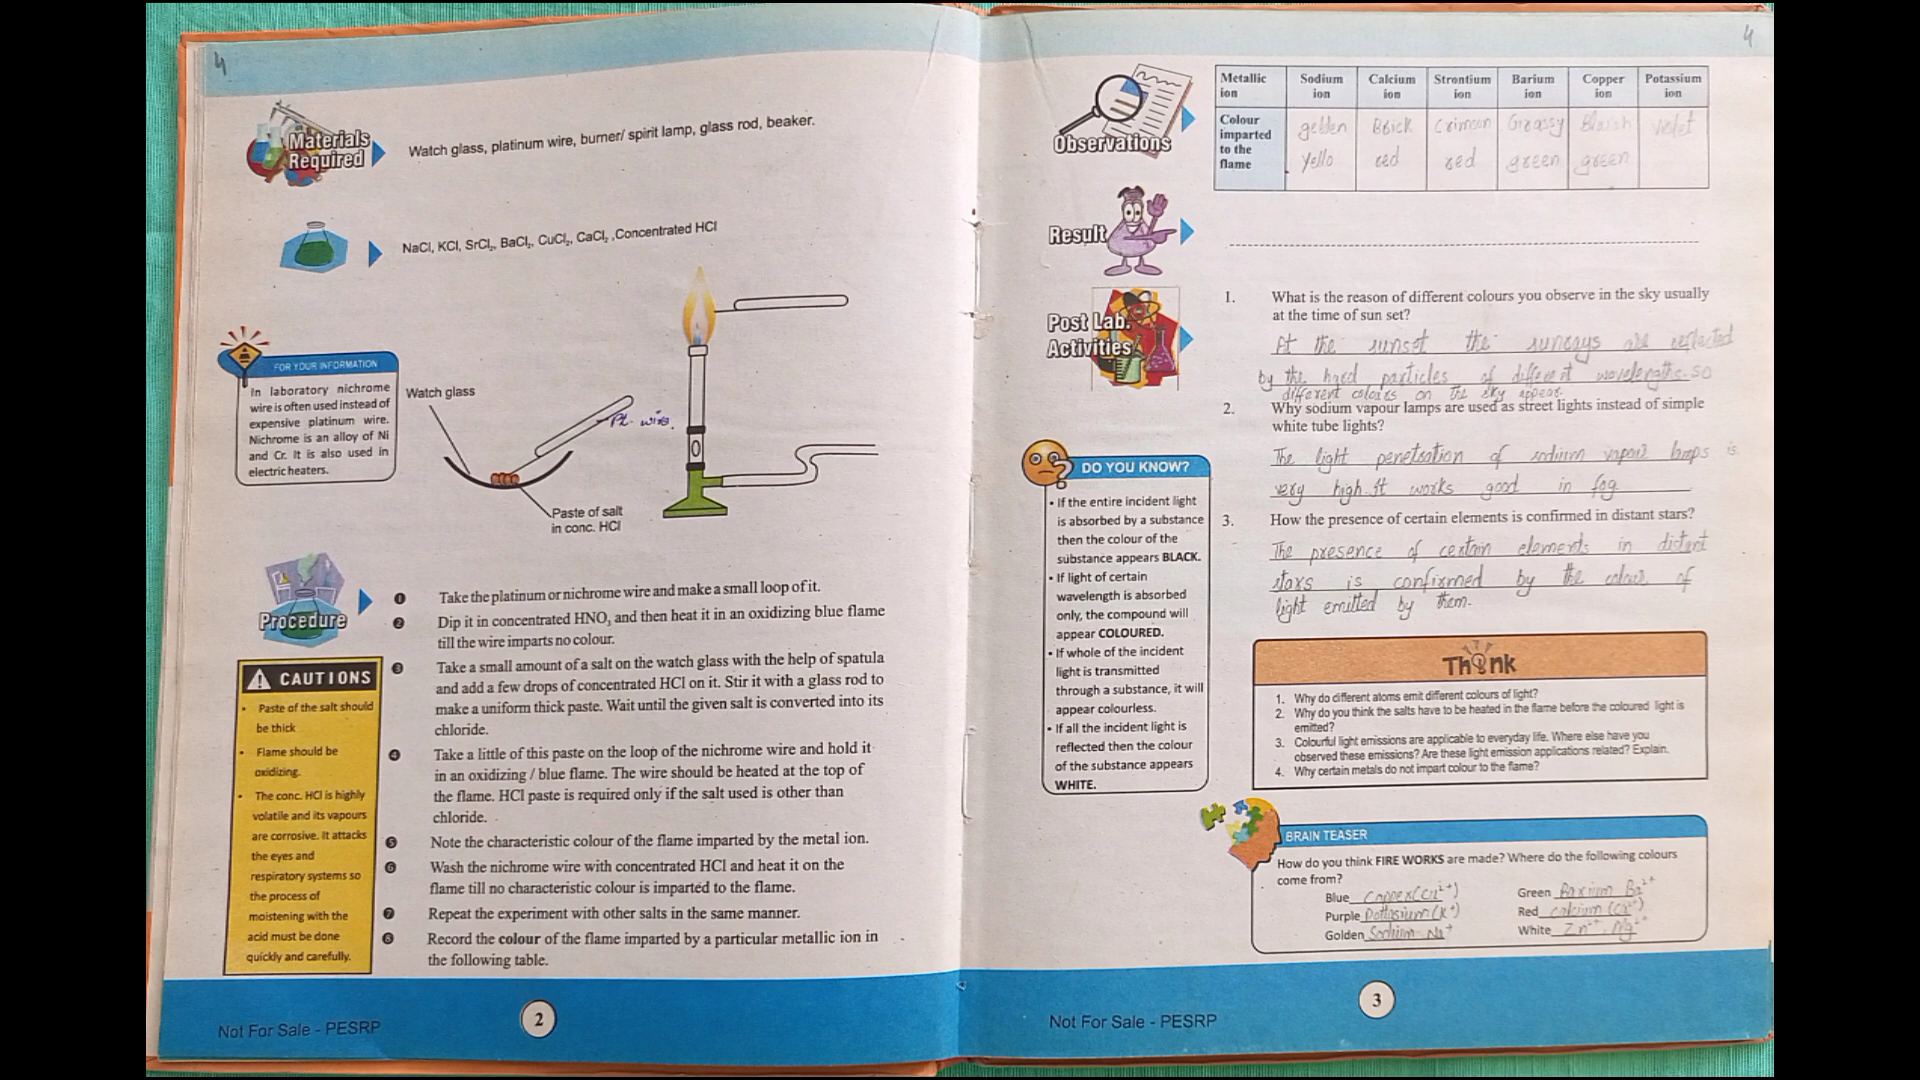 4
Materials
Required
Watch glass, platinum wire, burner/ spirit lamp, glass rod, beaker.
NaCl, KCl, SrCl₂, BaCl₂, CuCl₂, CaCl₂ ,Concentrated HCl
FOR YOUR INFORMATION
In laboratory nichrome
wire is often used instead of
expensive platinum wire.
Nichrome is an alloy of Ni
and Cr. It is also used in
electric heaters.
Watch glass
Pt. wire.
Paste of salt
in conc. HCl
Procedure
1 Take the platinum or nichrome wire and make a small loop of it.
2 Dip it in concentrated HNO, and then heat it in an oxidizing blue flame
till the wire imparts no colour.
3 Take a small amount of a salt on the watch glass with the help of spatula
and add a few drops of concentrated HCl on it. Stir it with a glass rod to
make a uniform thick paste. Wait until the given salt is converted into its
chloride.
4 Take a little of this paste on the loop of the nichrome wire and hold it
in an oxidizing / blue flame. The wire should be heated at the top of
the flame. HCl paste is required only if the salt used is other than
chloride.
5 Note the characteristic colour of the flame imparted by the metal ion.
6 Wash the nichrome wire with concentrated HCl and heat it on the
flame till no characteristic colour is imparted to the flame.
7 Repeat the experiment with other salts in the same manner.
8 Record the colour of the flame imparted by a particular metallic ion in
the following table.
CAUTIONS
• Paste of the salt should
be thick
• Flame should be
oxidizing.
• The conc. HCl is highly
volatile and its vapours
are corrosive. It attacks
the eyes and
respiratory systems so
the process of
moistening with the
acid must be done
quickly and carefully.
Not For Sale - PESRP
2
4
Observations
Metallic Sodium Calcium Strontium Barium Copper Potassium
ion ion ion ion ion ion ion
Colour
imparted
to the
flame
golden Brick Crimson Grassy Bluish violet
Yello red red green green
Result
Post Lab.
Activities
1. What is the reason of different colours you observe in the sky usually
at the time of sun set?
At the sunset the sunrays are reflected
by the hard particles of different wavelengths. so
different colours on the sky appear.
2. Why sodium vapour lamps are used as street lights instead of simple
white tube lights?
The light penetration of sodium vapour lamps is
very high. It works good in fog
3. How the presence of certain elements is confirmed in distant stars?
The presence of certain elements in distant
stars is confirmed by the colour of
light emitted by them.
DO YOU KNOW?
• If the entire incident light
is absorbed by a substance
then the colour of the
substance appears BLACK.
• If light of certain
wavelength is absorbed
only, the compound will
appear COLOURED.
• If whole of the incident
light is transmitted
through a substance, it will
appear colourless.
• If all the incident light is
reflected then the colour
of the substance appears
WHITE.
Think
1. Why do different atoms emit different colours of light?
2. Why do you think the salts have to be heated in the flame before the coloured light is
emitted?
3. Colourful light emissions are applicable to everyday life. Where else have you
observed these emissions? Are these light emission applications related? Explain.
4. Why certain metals do not impart colour to the flame?
BRAIN TEASER
How do you think FIRE WORKS are made? Where do the following colours
come from?
Blue Copper(Cu²⁺) Green Barium Ba²⁺
Purple Pottasium(K⁺) Red calcium (Ca²⁺)
Golden Sodium Na⁺ White Zn²⁺, Mg²⁺
Not For Sale - PESRP
3